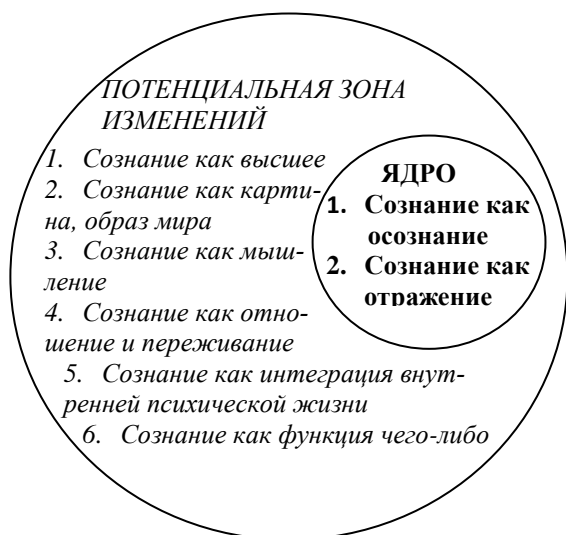 ПОТЕНЦИАЛЬНАЯ ЗОНА
ИЗМЕНЕНИЙ
1. Сознание как высшее
2. Сознание как карти-
на, образ мира
3. Сознание как мыш-
ление
4. Сознание как отно-
шение и переживание
5. Сознание как интеграция внут-
ренней психической жизни
6. Сознание как функция чего-либо
ЯДРО
1. Сознание как
осознание
2. Сознание как
отражение